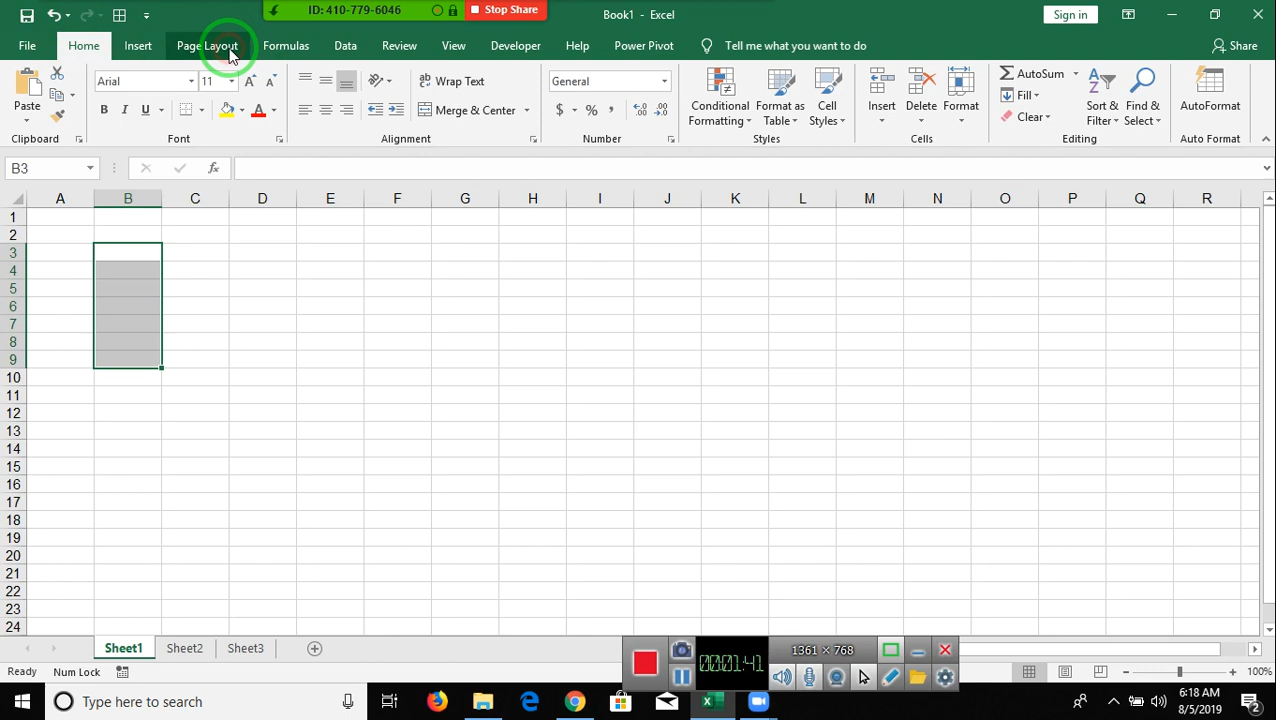 ID: 410-779-6046
Stop Share
Book1 - Excel
Sign in
File
Home
Insert
Page Layout
Formulas
Data
Review
View
Developer
Help
Power Pivot
Tell me what you want to do
Share
Paste
Arial
11
Wrap Text
General
Conditional Formatting
Format as Table
Cell Styles
Insert
Delete
Format
AutoSum
Fill
Clear
Sort & Filter
Find & Select
AutoFormat
B I U
Merge & Center
$ % ,
Clipboard
Font
Alignment
Number
Styles
Cells
Editing
Auto Format
B3
fx
A B C D E F G H I J K L M N O P Q R
1
2
3
4
5
6
7
8
9
10
11
12
13
14
15
16
17
18
19
20
21
22
23
24
Sheet1
Sheet2
Sheet3
00:01:41
1361 × 768
Ready
Num Lock
100%
Type here to search
6:18 AM
8/5/2019
2